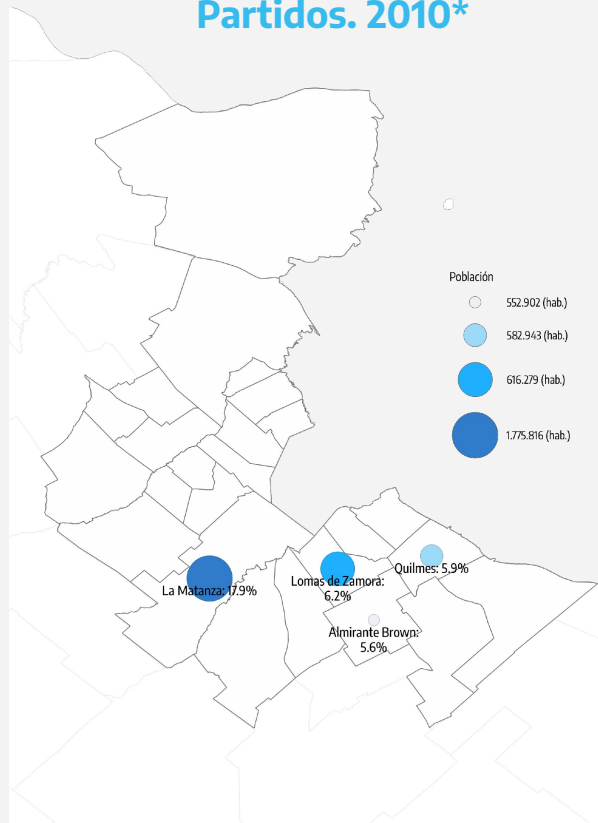 Partidos. 2010*
Población
552.902 (hab.)
582.943 (hab.)
616.279 (hab.)
1.775.816 (hab.)
Quilmes: 5,9%
La Matanza: 17.9%
Lomas de Zamora:
6.2%
Almirante Brown:
5.6%